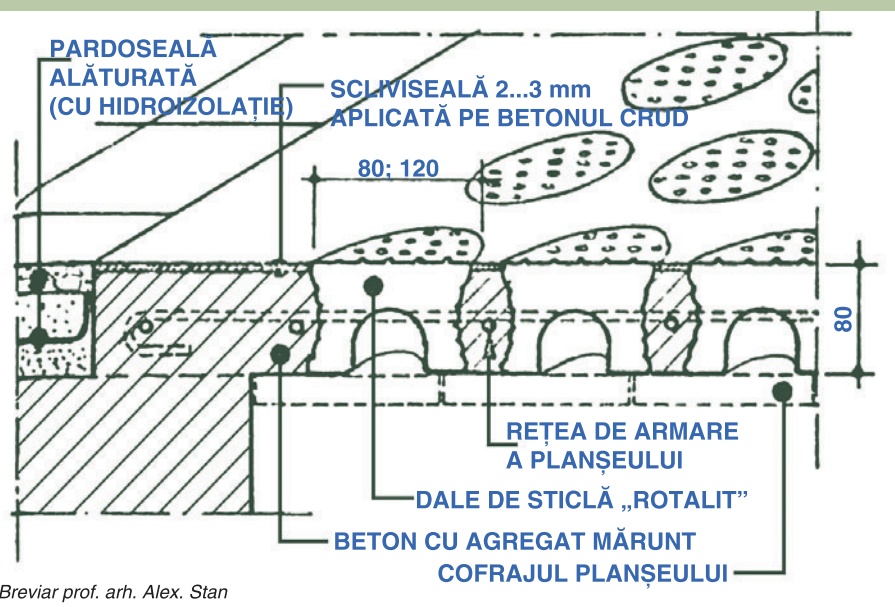 PARDOSEALĂ
ALĂTURATĂ
(CU HIDROIZOLAȚIE)
SCLIVISEALĂ 2...3 mm
APLICATĂ PE BETONUL CRUD
80; 120
80
REȚEA DE ARMARE
A PLANȘEULUI
DALE DE STICLĂ „ROTALIT”
BETON CU AGREGAT MĂRUNT
COFRAJUL PLANȘEULUI
Breviar prof. arh. Alex. Stan